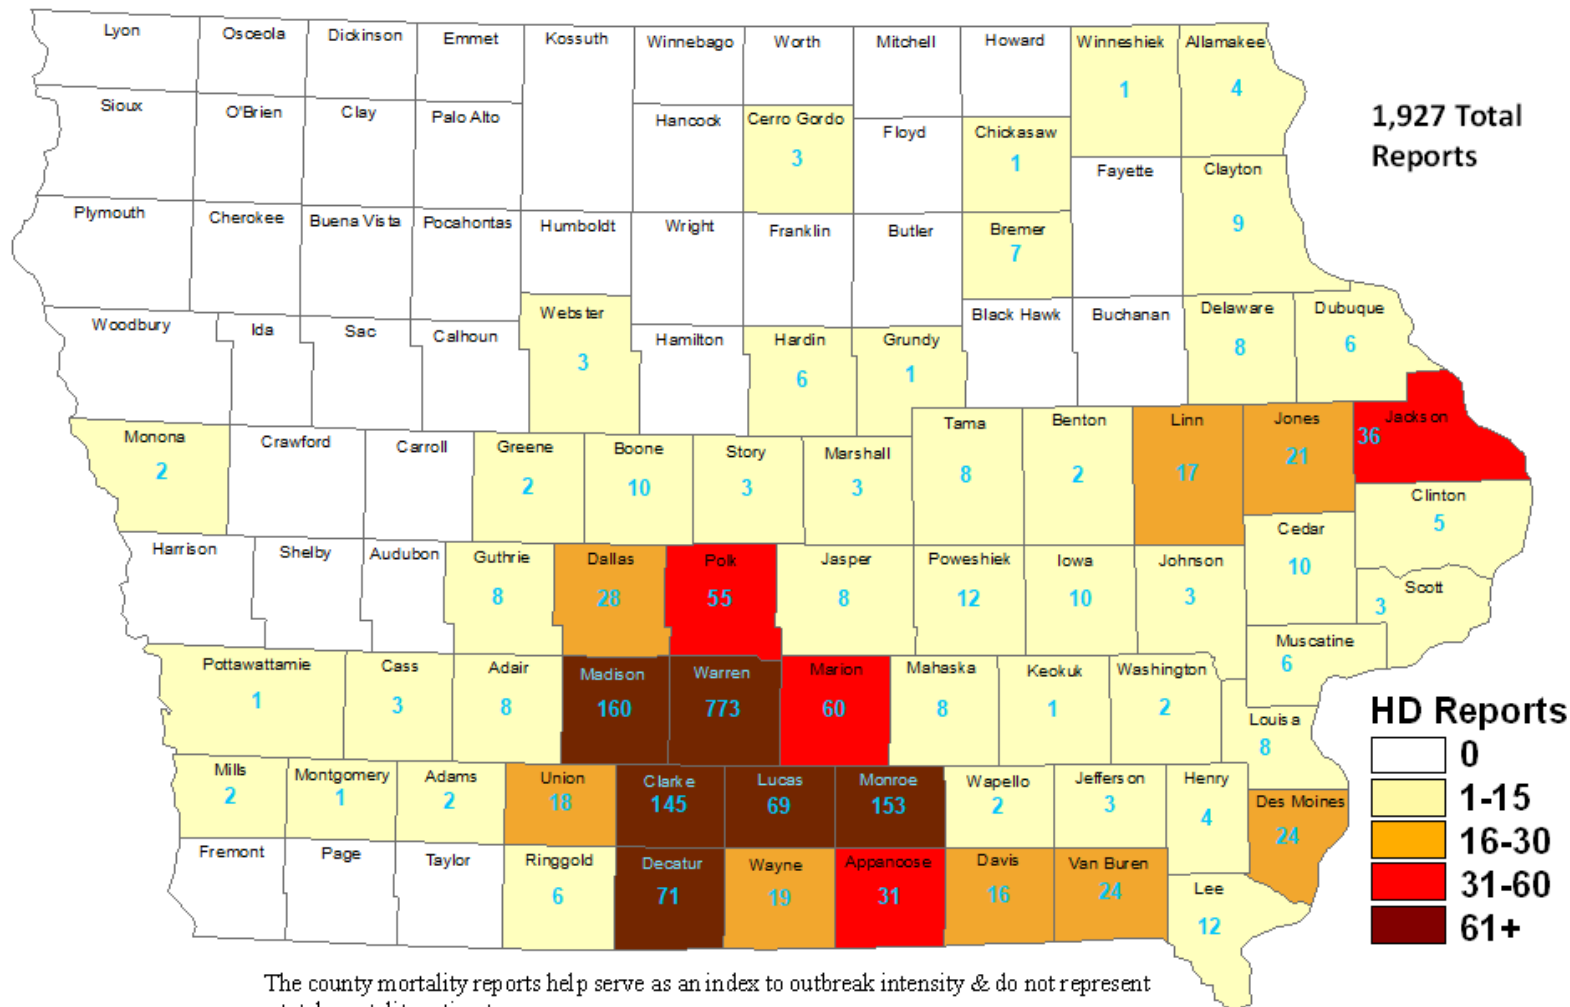 Lyon Osceola Dickinson Emmet Kossuth Winnebago Worth Mitchell Howard Winneshiek Allamakee
1 4
1,927 Total
Reports
Sioux O'Brien Clay Palo Alto Hancock Cerro Gordo Floyd Chickasaw
3 1
Fayette Clayton
9
Plymouth Cherokee Buena Vista Pocahontas Humboldt Wright Franklin Butler Bremer
7
Woodbury Ida Sac Calhoun Webster Hamilton Hardin Grundy Black Hawk Buchanan Delaware Dubuque
3 6 1 8 6
Monona Crawford Carroll Greene Boone Story Marshall Tama Benton Linn Jones Jackson
2 2 10 3 3 8 2 17 21 36
Clinton
5
Harrison Shelby Audubon Guthrie Dallas Polk Jasper Poweshiek Iowa Johnson Cedar
8 28 55 8 12 10 3 10
Scott
3
Muscatine
6
Pottawattamie Cass Adair Madison Warren Marion Mahaska Keokuk Washington
1 3 8 160 773 60 8 1 2
Louisa
8
HD Reports
0
1-15
16-30
31-60
61+
Mills Montgomery Adams Union Clarke Lucas Monroe Wapello Jefferson Henry
2 1 2 18 145 69 153 2 3 4
Des Moines
24
Fremont Page Taylor Ringgold Decatur Wayne Appanoose Davis Van Buren
6 71 19 31 16 24
Lee
12
The county mortality reports help serve as an index to outbreak intensity & do not represent